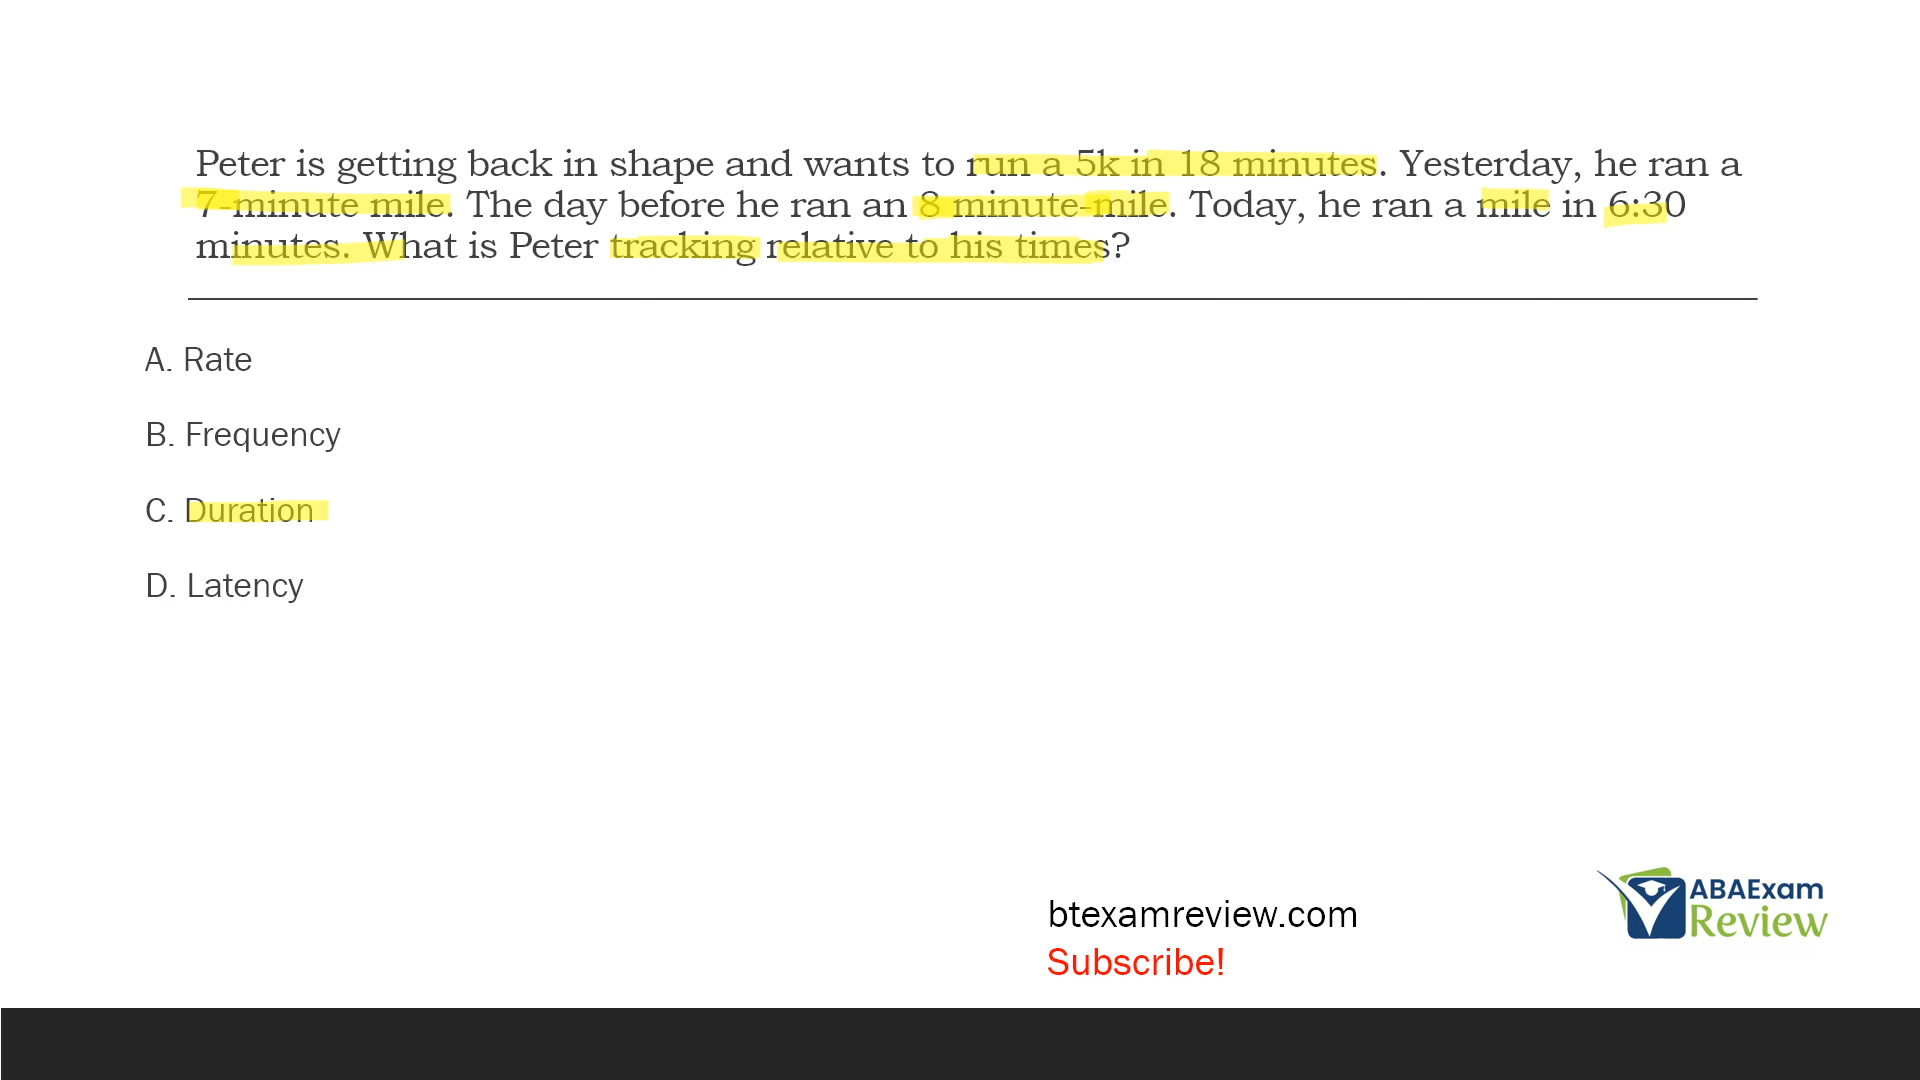 Peter is getting back in shape and wants to run a 5k in 18 minutes. Yesterday, he ran a
7-minute mile. The day before he ran an 8 minute-mile. Today, he ran a mile in 6:30
minutes. What is Peter tracking relative to his times?
A. Rate
B. Frequency
C. Duration
D. Latency
btexamreview.com
Subscribe!
ABAExam
Review